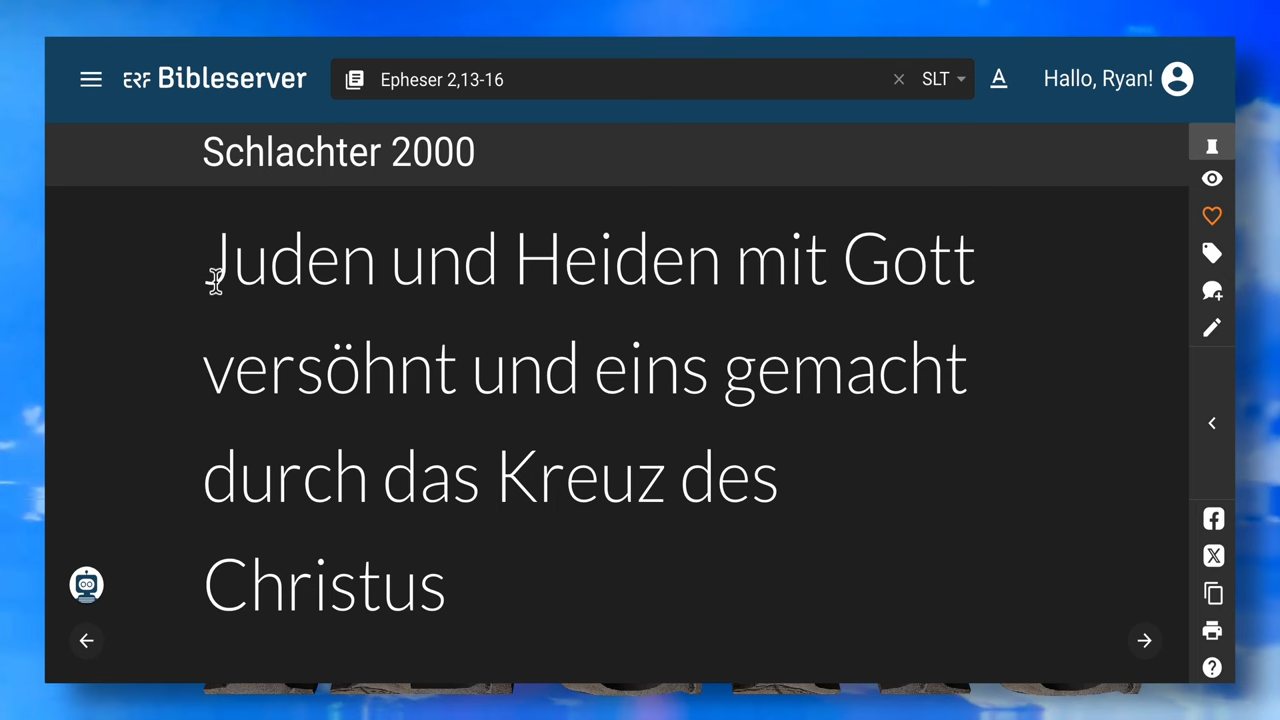 ERF Bibleserver
Epheser 2,13-16
SLT
A
Hallo, Ryan!
Schlachter 2000
Juden und Heiden mit Gott
versöhnt und eins gemacht
durch das Kreuz des
Christus